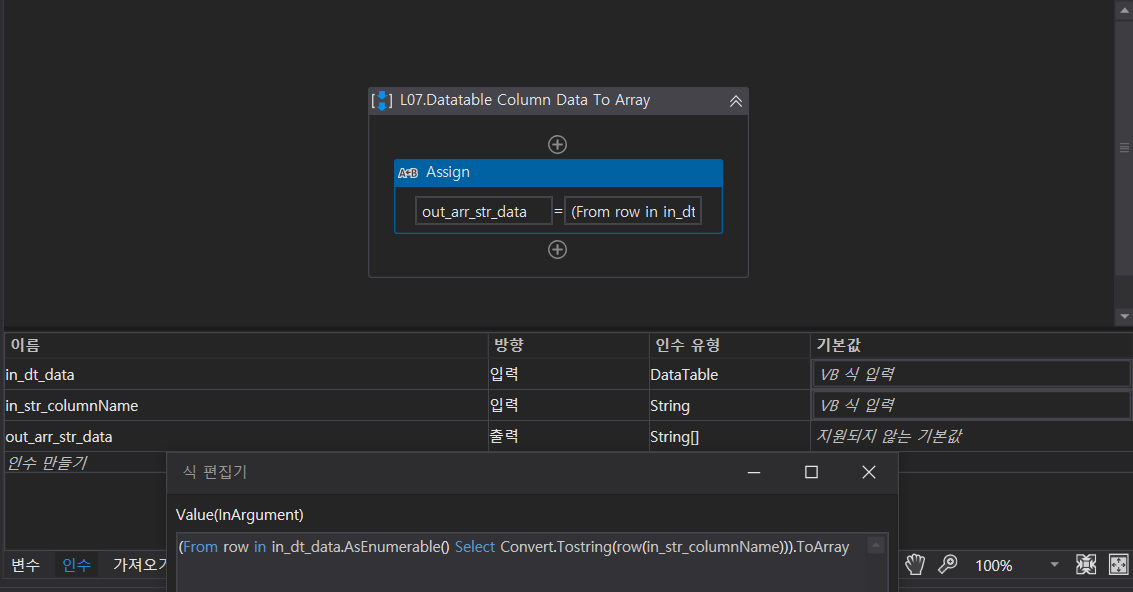 L07.Datatable Column Data To Array
A*B Assign
out_arr_str_data = (From row in in_dt
이름 방향 인수 유형 기본값
in_dt_data 입력 DataTable VB 식 입력
in_str_columnName 입력 String VB 식 입력
out_arr_str_data 출력 String[] 지원되지 않는 기본값
인수 만들기
식 편집기
Value(InArgument)
(From row in in_dt_data.AsEnumerable() Select Convert.Tostring(row(in_str_columnName))).ToArray
변수 인수 가져오기 100%